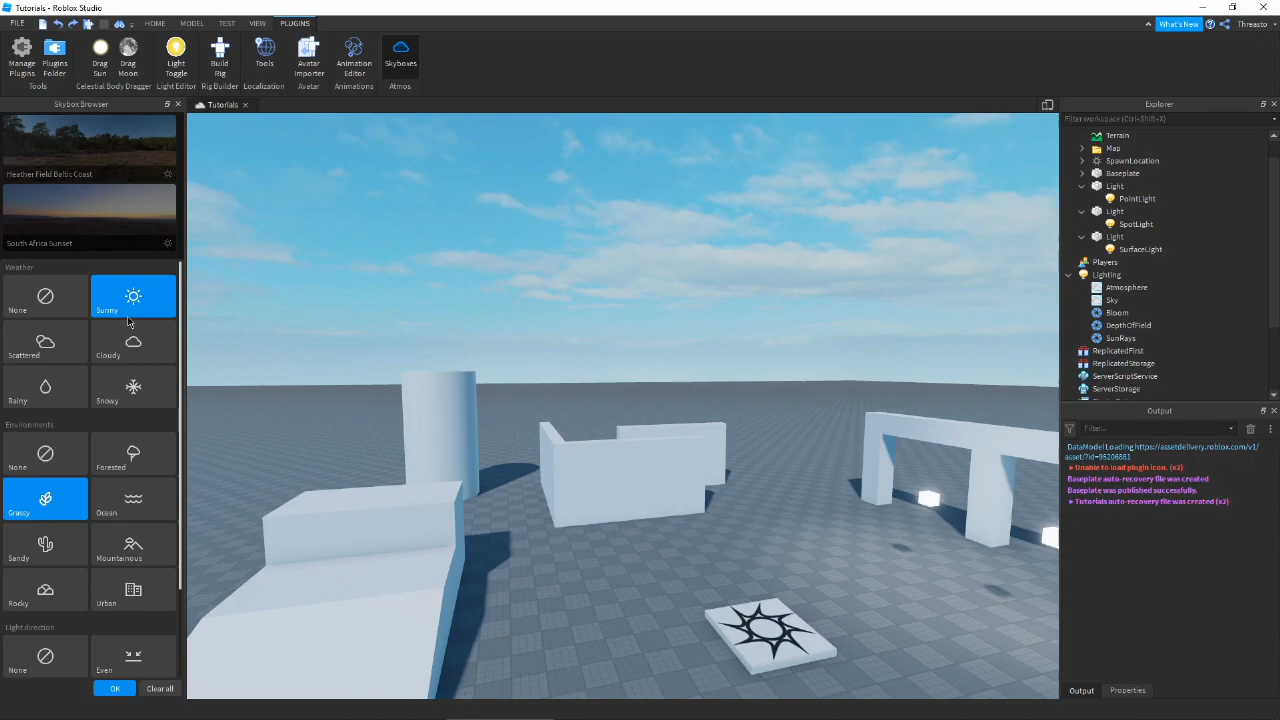 Tutorials - Roblox Studio
FILE HOME MODEL TEST VIEW PLUGINS
What's New Threasto
Manage Plugins
Plugins Folder
Drag Sun
Drag Moon
Light Toggle
Build Rig
Tools
Avatar Importer
Animation Editor
Skyboxes
Tools Celestial Body Dragger Light Editor Rig Builder Localization Avatar Animations Atmos
Skybox Browser
Heather Field Baltic Coast
South Africa Sunset
Weather
None Sunny
Scattered Cloudy
Rainy Snowy
Environments
None Forested
Grassy Ocean
Sandy Mountainous
Rocky Urban
Light direction
None Even
OK Clear all
Tutorials
Explorer
Filter workspace (Ctrl+Shift+X)
Terrain
Map
SpawnLocation
Baseplate
Light
PointLight
Light
SpotLight
Light
SurfaceLight
Players
Lighting
Atmosphere
Sky
Bloom
DepthOfField
SunRays
ReplicatedFirst
ReplicatedStorage
ServerScriptService
ServerStorage
Output
Filter...
DataModel Loading https://assetdelivery.roblox.com/v1/
asset/?id=95206881
Unable to load plugin icon. (x2)
Baseplate auto-recovery file was created
Baseplate was published successfully.
Tutorials auto-recovery file was created (x2)
Output Properties